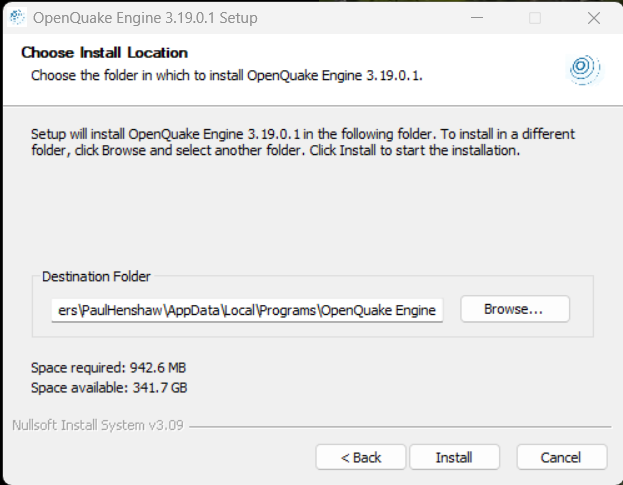 OpenQuake Engine 3.19.0.1 Setup
Choose Install Location
Choose the folder in which to install OpenQuake Engine 3.19.0.1.
Setup will install OpenQuake Engine 3.19.0.1 in the following folder. To install in a different
folder, click Browse and select another folder. Click Install to start the installation.
Destination Folder
ers\PaulHenshaw\AppData\Local\Programs\OpenQuake Engine
Browse...
Space required: 942.6 MB
Space available: 341.7 GB
Nullsoft Install System v3.09
< Back
Install
Cancel